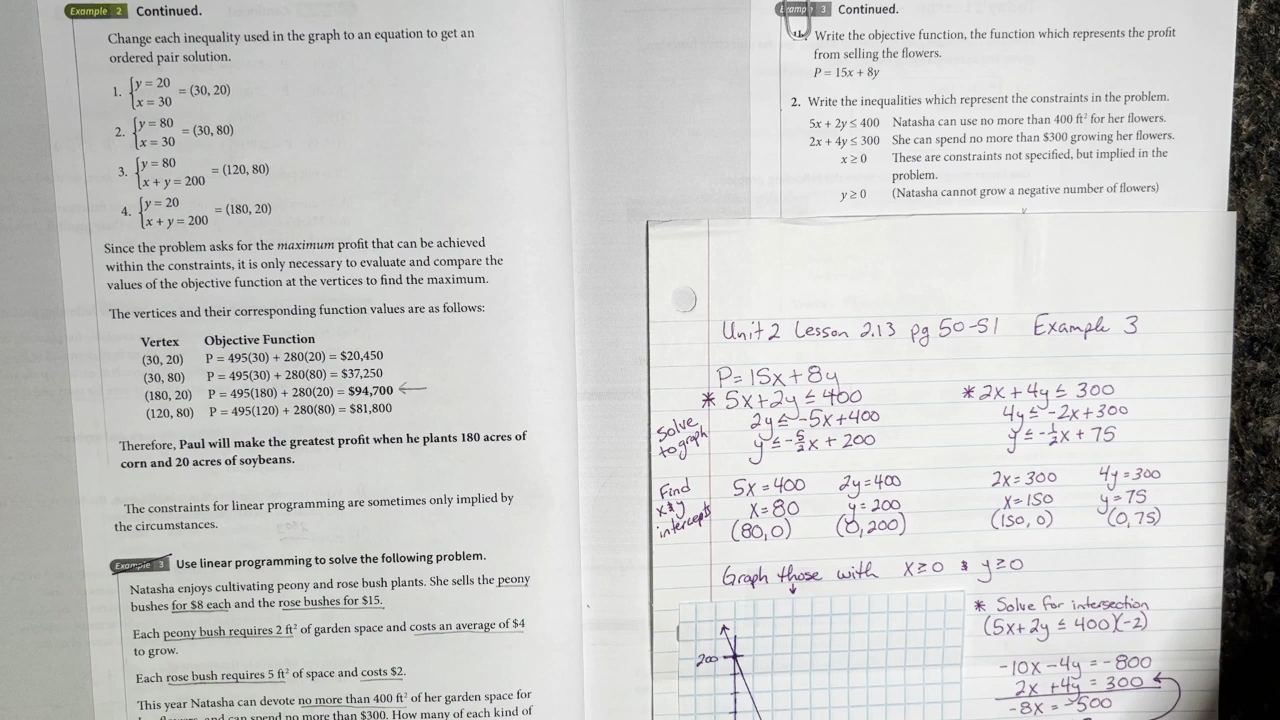 Example 2 Continued.
Change each inequality used in the graph to an equation to get an
ordered pair solution.
1. {y = 20
x = 30 = (30, 20)
2. {y = 80
x = 30 = (30, 80)
3. {y = 80
x + y = 200 = (120, 80)
4. {y = 20
x + y = 200 = (180, 20)
Since the problem asks for the maximum profit that can be achieved
within the constraints, it is only necessary to evaluate and compare the
values of the objective function at the vertices to find the maximum.
The vertices and their corresponding function values are as follows:
Vertex Objective Function
(30, 20) P = 495(30) + 280(20) = $20,450
(30, 80) P = 495(30) + 280(80) = $37,250
(180, 20) P = 495(180) + 280(20) = $94,700
(120, 80) P = 495(120) + 280(80) = $81,800
Therefore, Paul will make the greatest profit when he plants 180 acres of
corn and 20 acres of soybeans.
The constraints for linear programming are sometimes only implied by
the circumstances.
Example 3 Use linear programming to solve the following problem.
Natasha enjoys cultivating peony and rose bush plants. She sells the peony
bushes for $8 each and the rose bushes for $15.
Each peony bush requires 2 ft² of garden space and costs an average of $4
to grow.
Each rose bush requires 5 ft² of space and costs $2.
This year Natasha can devote no more than 400 ft² of her garden space for
and can spend no more than $300. How many of each kind of
Example 3 Continued.
1. Write the objective function, the function which represents the profit
from selling the flowers.
P = 15x + 8y
2. Write the inequalities which represent the constraints in the problem.
5x + 2y ≤ 400 Natasha can use no more than 400 ft² for her flowers.
2x + 4y ≤ 300 She can spend no more than $300 growing her flowers.
x ≥ 0 These are constraints not specified, but implied in the
problem.
y ≥ 0 (Natasha cannot grow a negative number of flowers)
Unit 2 Lesson 2.13 pg 50-51 Example 3
P = 15x + 8y
* 5x + 2y ≤ 400 * 2x + 4y ≤ 300
2y ≤ -5x + 400 4y ≤ -2x + 300
Solve to graph y ≤ -5/2x + 200 y ≤ -1/2x + 75
Find x & y intercepts
5x = 400 2y = 400 2x = 300 4y = 300
x = 80 y = 200 x = 150 y = 75
(80, 0) (0, 200) (150, 0) (0, 75)
Graph those with x ≥ 0 & y ≥ 0
* Solve for intersection
(5x + 2y ≤ 400)(-2)
200
-10x - 4y = -800
2x + 4y = 300
-8x = -500